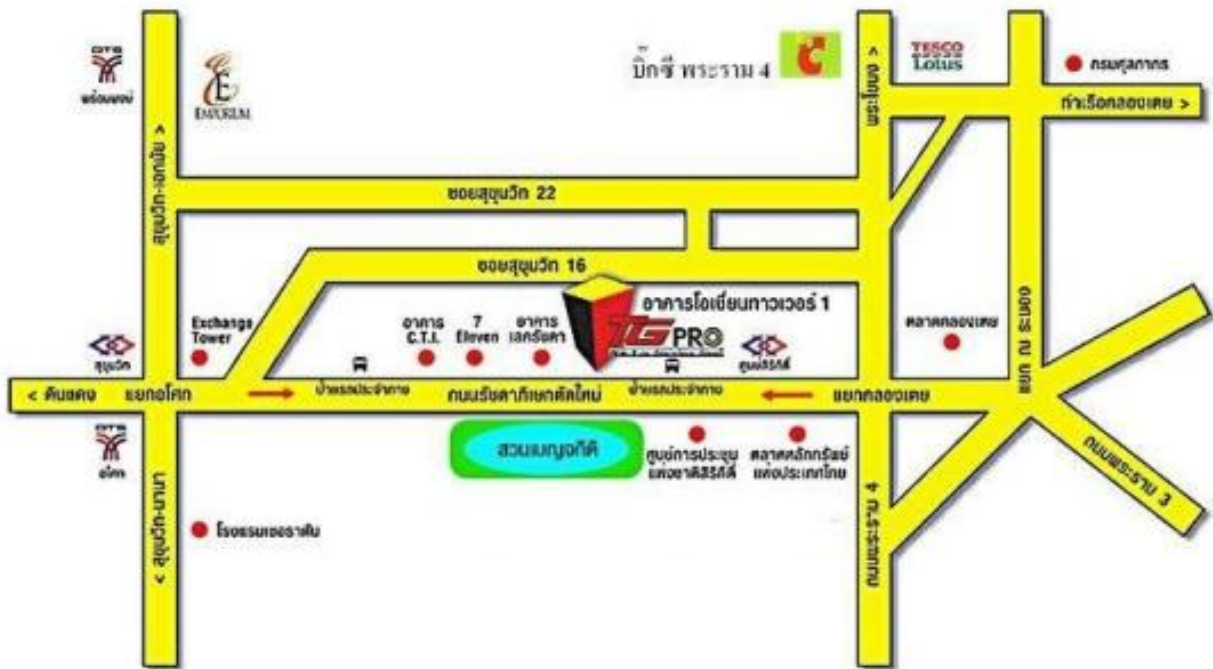 BTS
พร้อมพงษ์
E
EMPORIUM
บิ๊กซี พระราม 4
TESCO
Lotus
กรมศุลกากร
ท่าเรือคลองเตย >
พระโขนง >
สุขุมวิท-เอกมัย >
ซอยสุขุมวิท 22
ซอยสุขุมวิท 16
อาคารโอเชี่ยนทาวเวอร์ 1
TG PRO
สุขุมวิท
Exchange
Tower
อาคาร
C.T.I.
7
Eleven
อาคาร
เลครัชดา
ศูนย์สิริกิติ์
ตลาดคลองเตย
ถนน ณ ระนอง
< ดินแดง
แยกอโศก
ป้ายรถประจำทาง
ถนนรัชดาภิเษกตัดใหม่
ป้ายรถประจำทาง
แยกคลองเตย
BTS
อโศก
สวนเบญจกิติ
ศูนย์การประชุม
แห่งชาติสิริกิติ์
ตลาดหลักทรัพย์
แห่งประเทศไทย
ถนนพระราม 3
ถนนพระราม 4
< สุขุมวิท-นานา
โรงแรมเชอราตัน